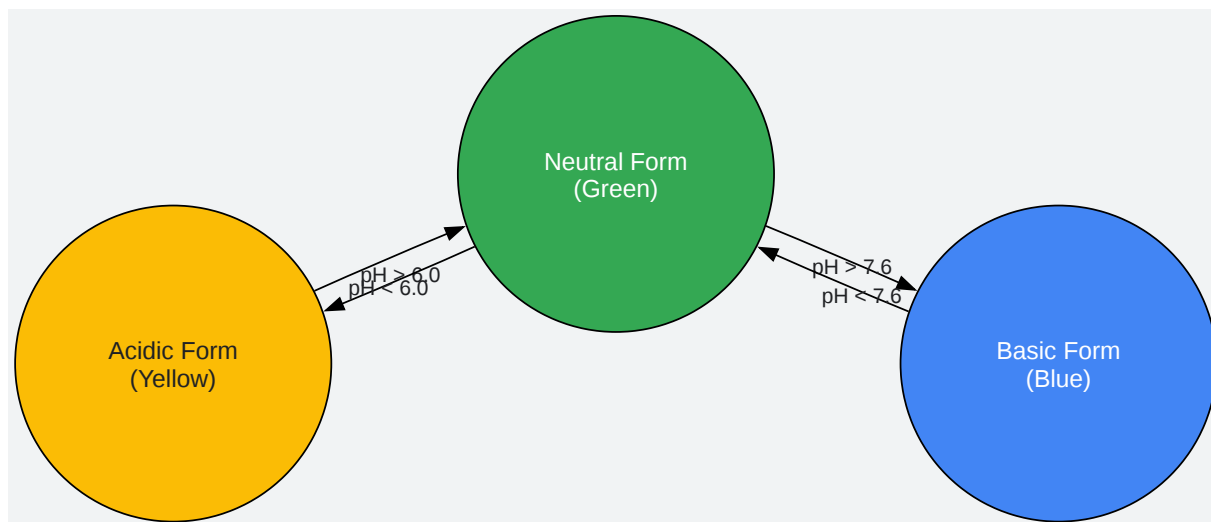 Neutral Form
(Green)
pH > 6.0
pH < 6.0
pH > 7.6
pH < 7.6
Acidic Form
(Yellow)
Basic Form
(Blue)